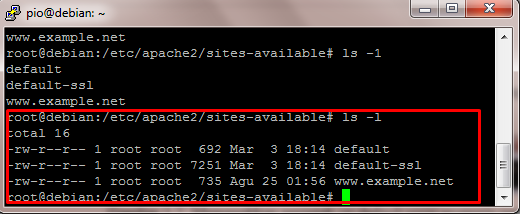 pio@debian: ~
www.example.net
root@debian:/etc/apache2/sites-available# ls -1
default
default-ssl
www.example.net
root@debian:/etc/apache2/sites-available# ls -l
total 16
-rw-r--r-- 1 root root  692 Mar  3 18:14 default
-rw-r--r-- 1 root root 7251 Mar  3 18:14 default-ssl
-rw-r--r-- 1 root root  735 Agu 25 01:56 www.example.net
root@debian:/etc/apache2/sites-available#